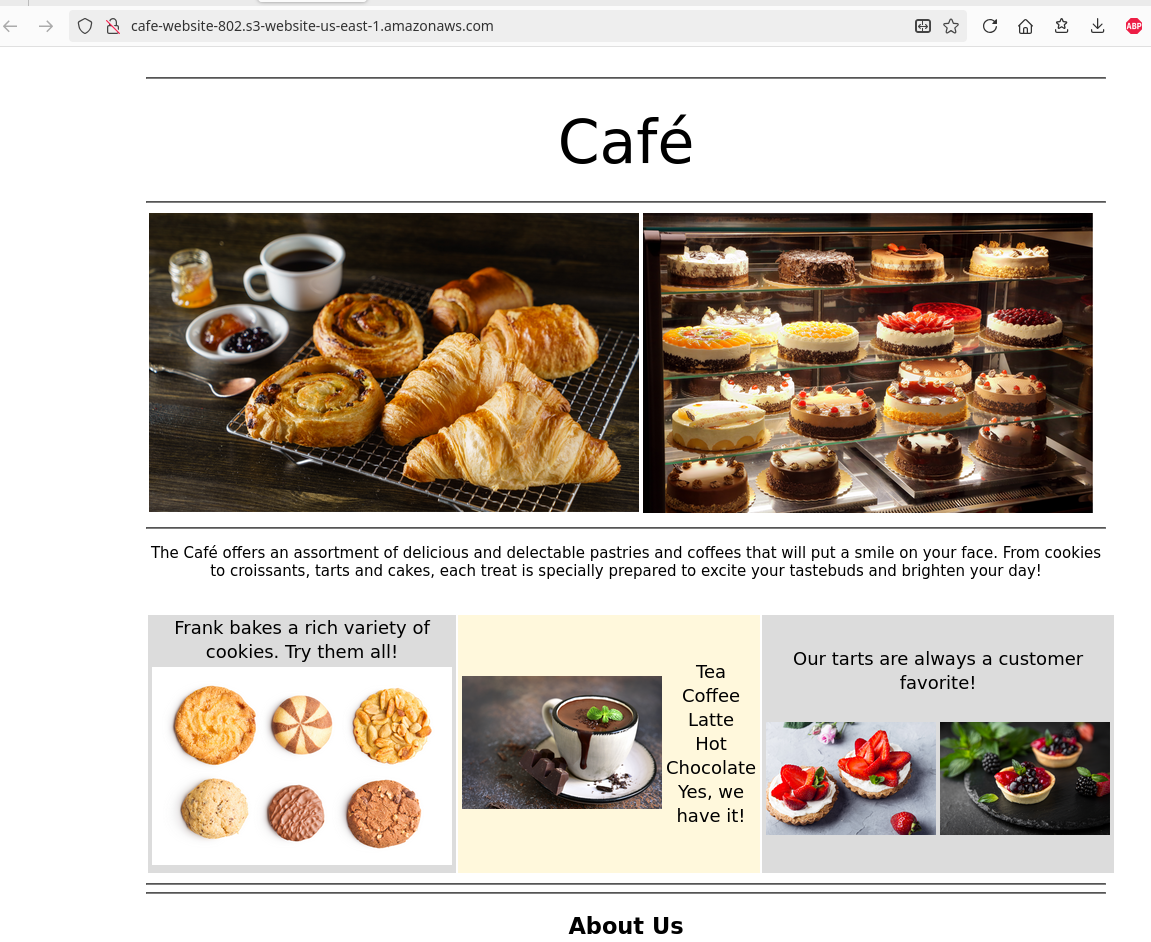 cafe-website-802.s3-website-us-east-1.amazonaws.com
ABP
Café
The Café offers an assortment of delicious and delectable pastries and coffees that will put a smile on your face. From cookies
to croissants, tarts and cakes, each treat is specially prepared to excite your tastebuds and brighten your day!
Frank bakes a rich variety of
cookies. Try them all!
Tea
Coffee
Latte
Hot
Chocolate
Yes, we
have it!
Our tarts are always a customer
favorite!
About Us